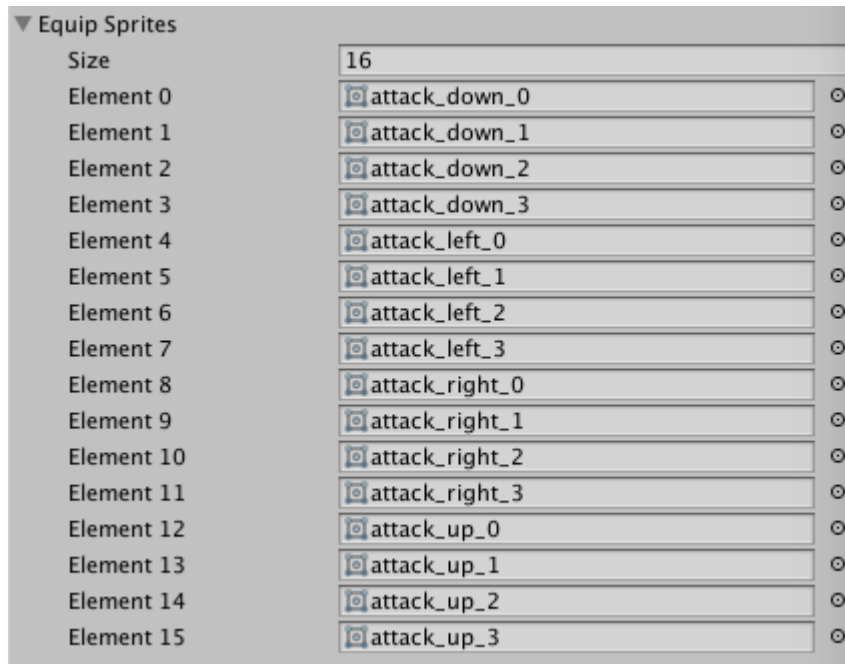 Equip Sprites
Size 16
Element 0 attack_down_0
Element 1 attack_down_1
Element 2 attack_down_2
Element 3 attack_down_3
Element 4 attack_left_0
Element 5 attack_left_1
Element 6 attack_left_2
Element 7 attack_left_3
Element 8 attack_right_0
Element 9 attack_right_1
Element 10 attack_right_2
Element 11 attack_right_3
Element 12 attack_up_0
Element 13 attack_up_1
Element 14 attack_up_2
Element 15 attack_up_3